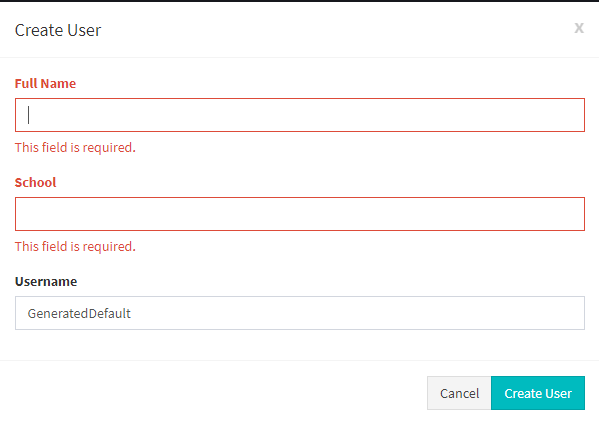 Create User
x
Full Name
This field is required.
School
This field is required.
Username
GeneratedDefault
Cancel
Create User